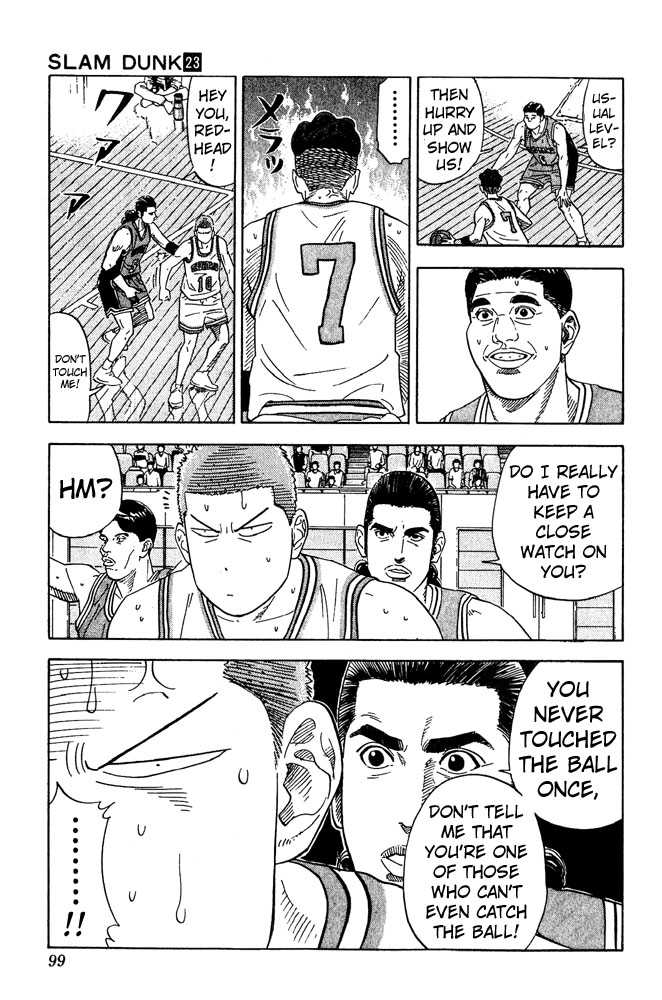 SLAM DUNK 23
US-
UAL
LEV-
EL?
THEN
HURRY
UP AND
SHOW
US!
7
………
メラッ
7
HEY
YOU,
RED-
HEAD
!
ワア
10
DON'T
TOUCH
ME!
DO I REALLY
HAVE TO
KEEP A
CLOSE
WATCH ON
YOU?
HM?
YOU
NEVER
TOUCHED
THE BALL
ONCE,
DON'T TELL
ME THAT
YOU'RE ONE
OF THOSE
WHO CAN'T
EVEN CATCH
THE BALL!
………!!
99